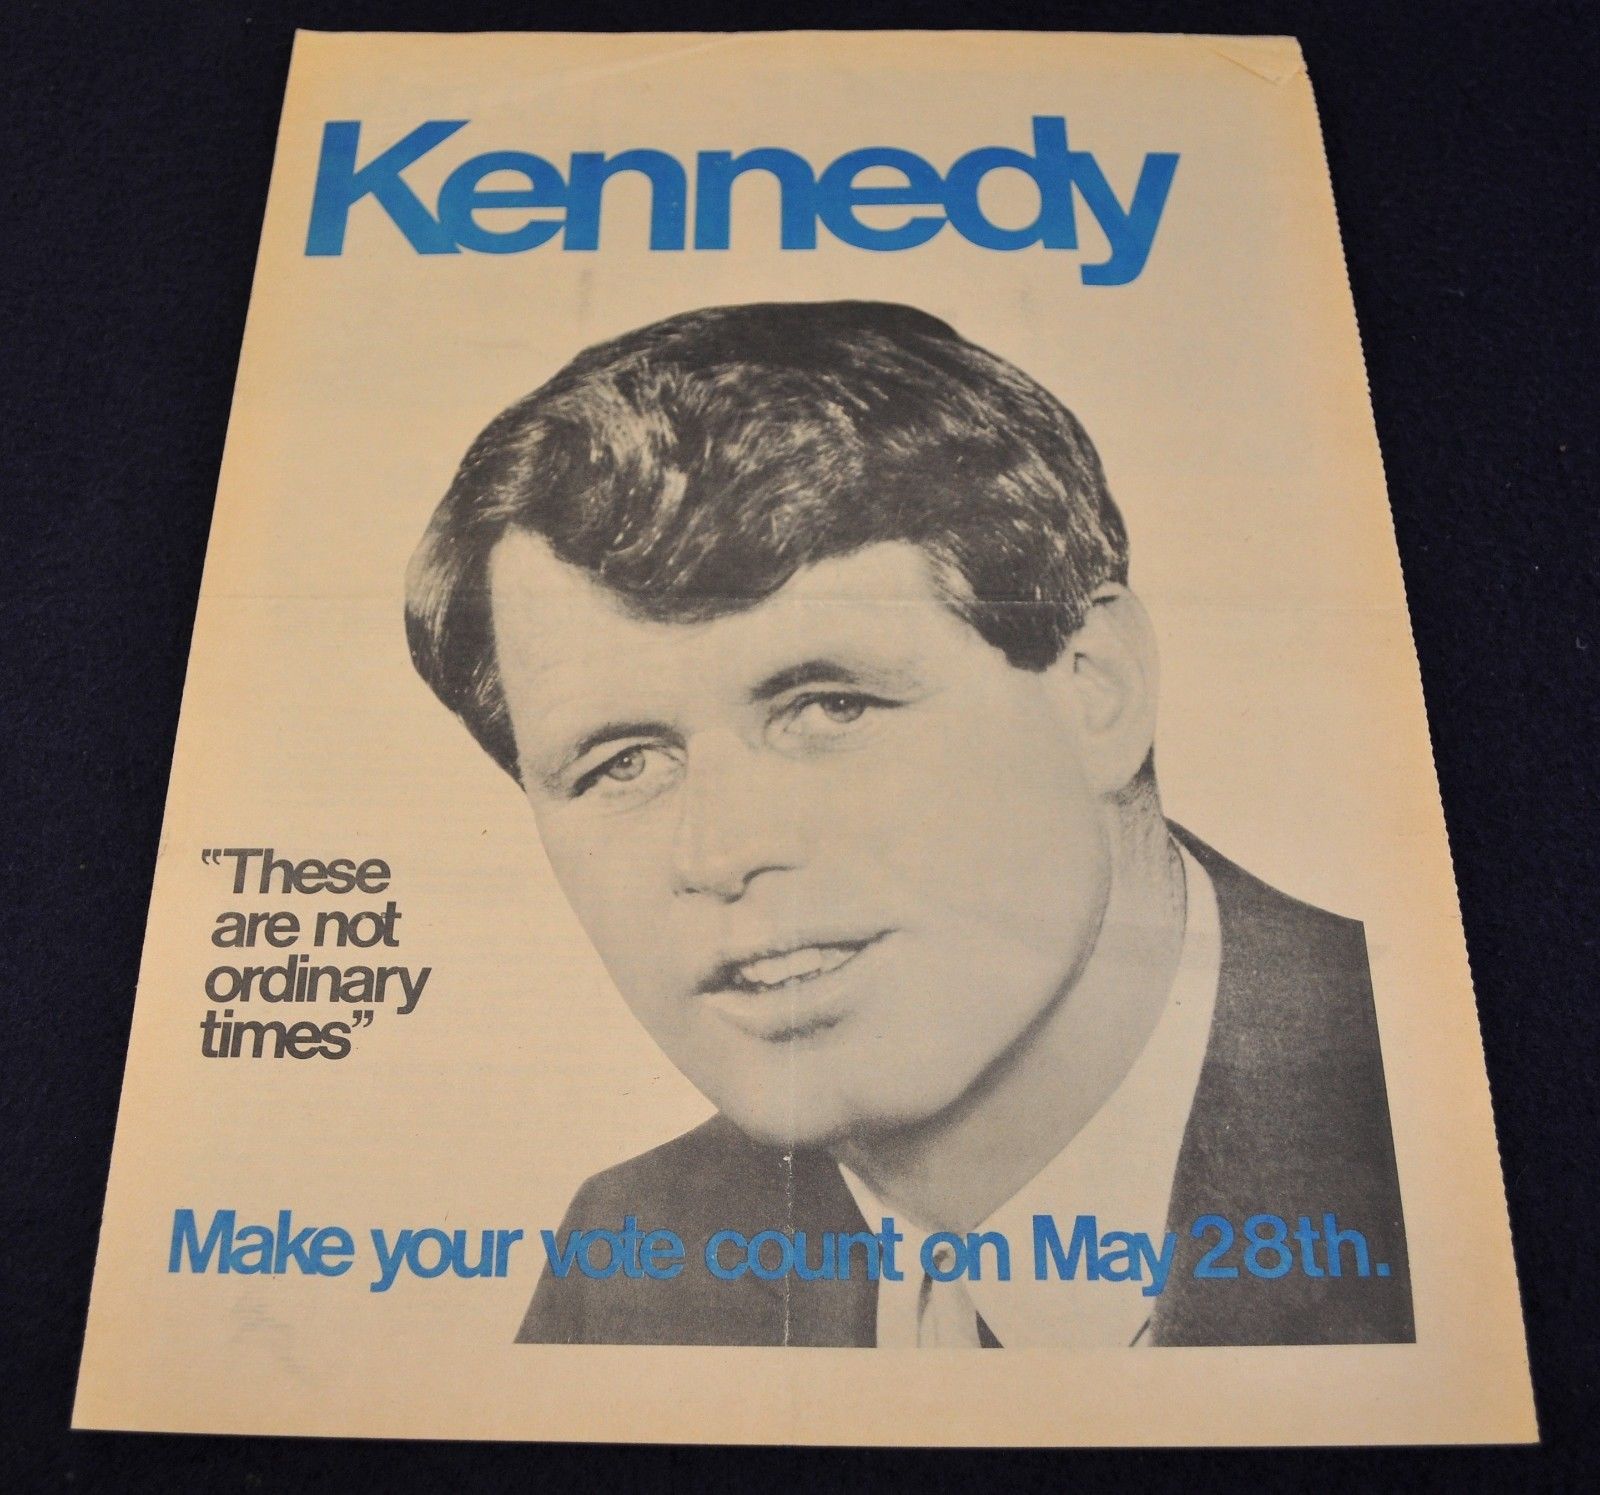 Kennedy
“These
are not
ordinary
times”
Make your vote count on May 28th.